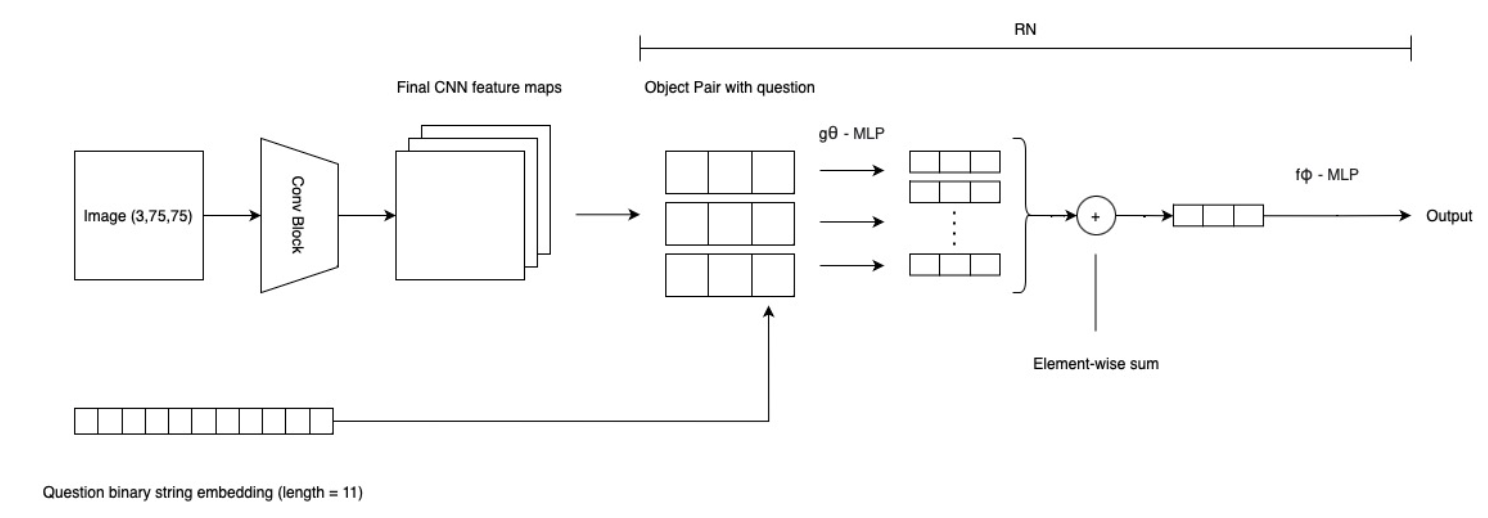 RN
Final CNN feature maps
Object Pair with question
gθ - MLP
Image (3,75,75)
Conv Block
+
fϕ - MLP
Output
Element-wise sum
Question binary string embedding (length = 11)